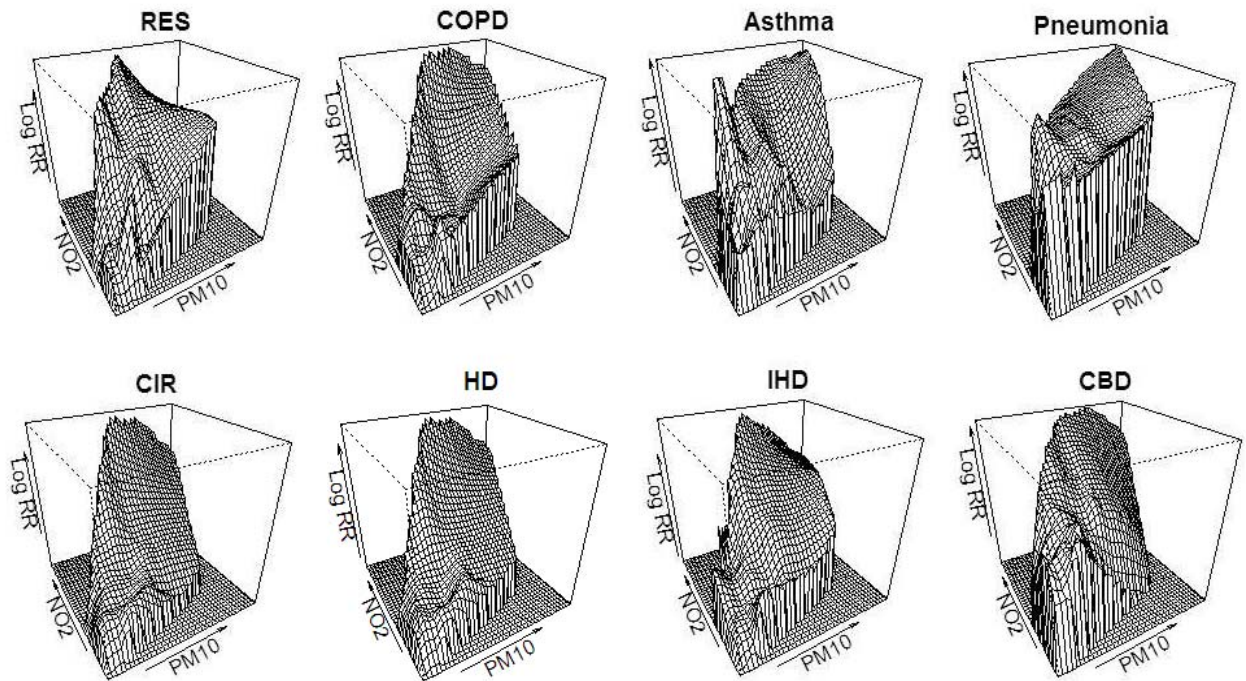 RES
COPD
Asthma
Pneumonia
Log RR
NO2
PM10
Log RR
NO2
PM10
Log RR
NO2
PM10
Log RR
NO2
PM10
CIR
HD
IHD
CBD
Log RR
NO2
PM10
Log RR
NO2
PM10
Log RR
NO2
PM10
Log RR
NO2
PM10